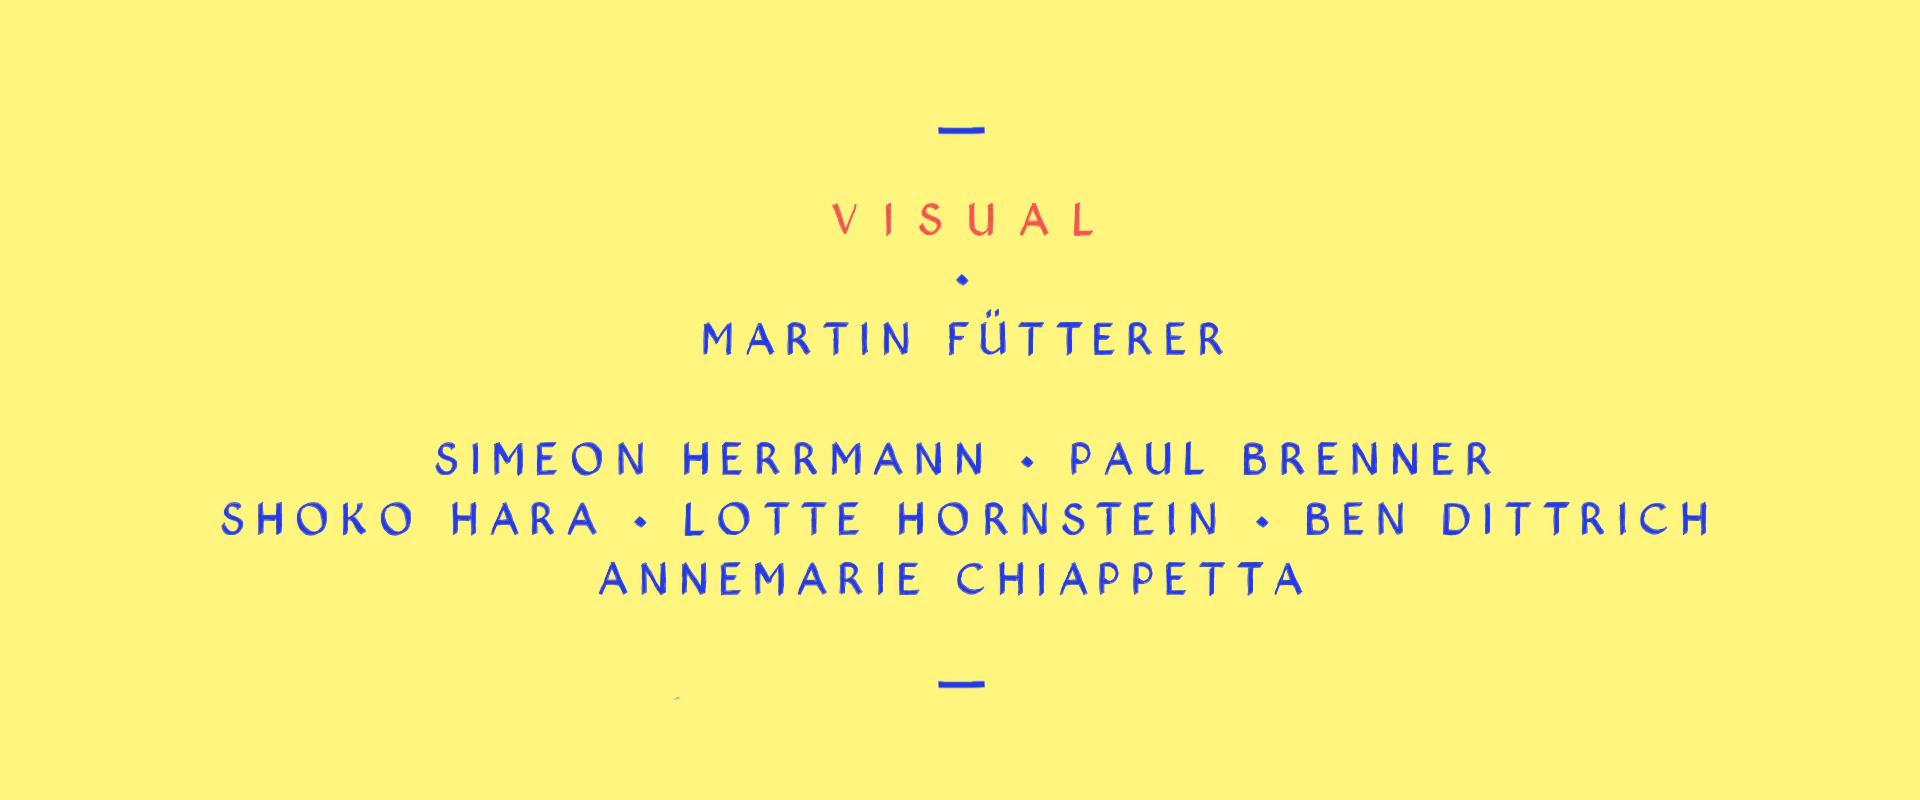 VISUAL
MARTIN FÜTTERER
SIMEON HERRMANN · PAUL BRENNER
SHOKO HARA · LOTTE HORNSTEIN · BEN DITTRICH
ANNEMARIE CHIAPPETTA